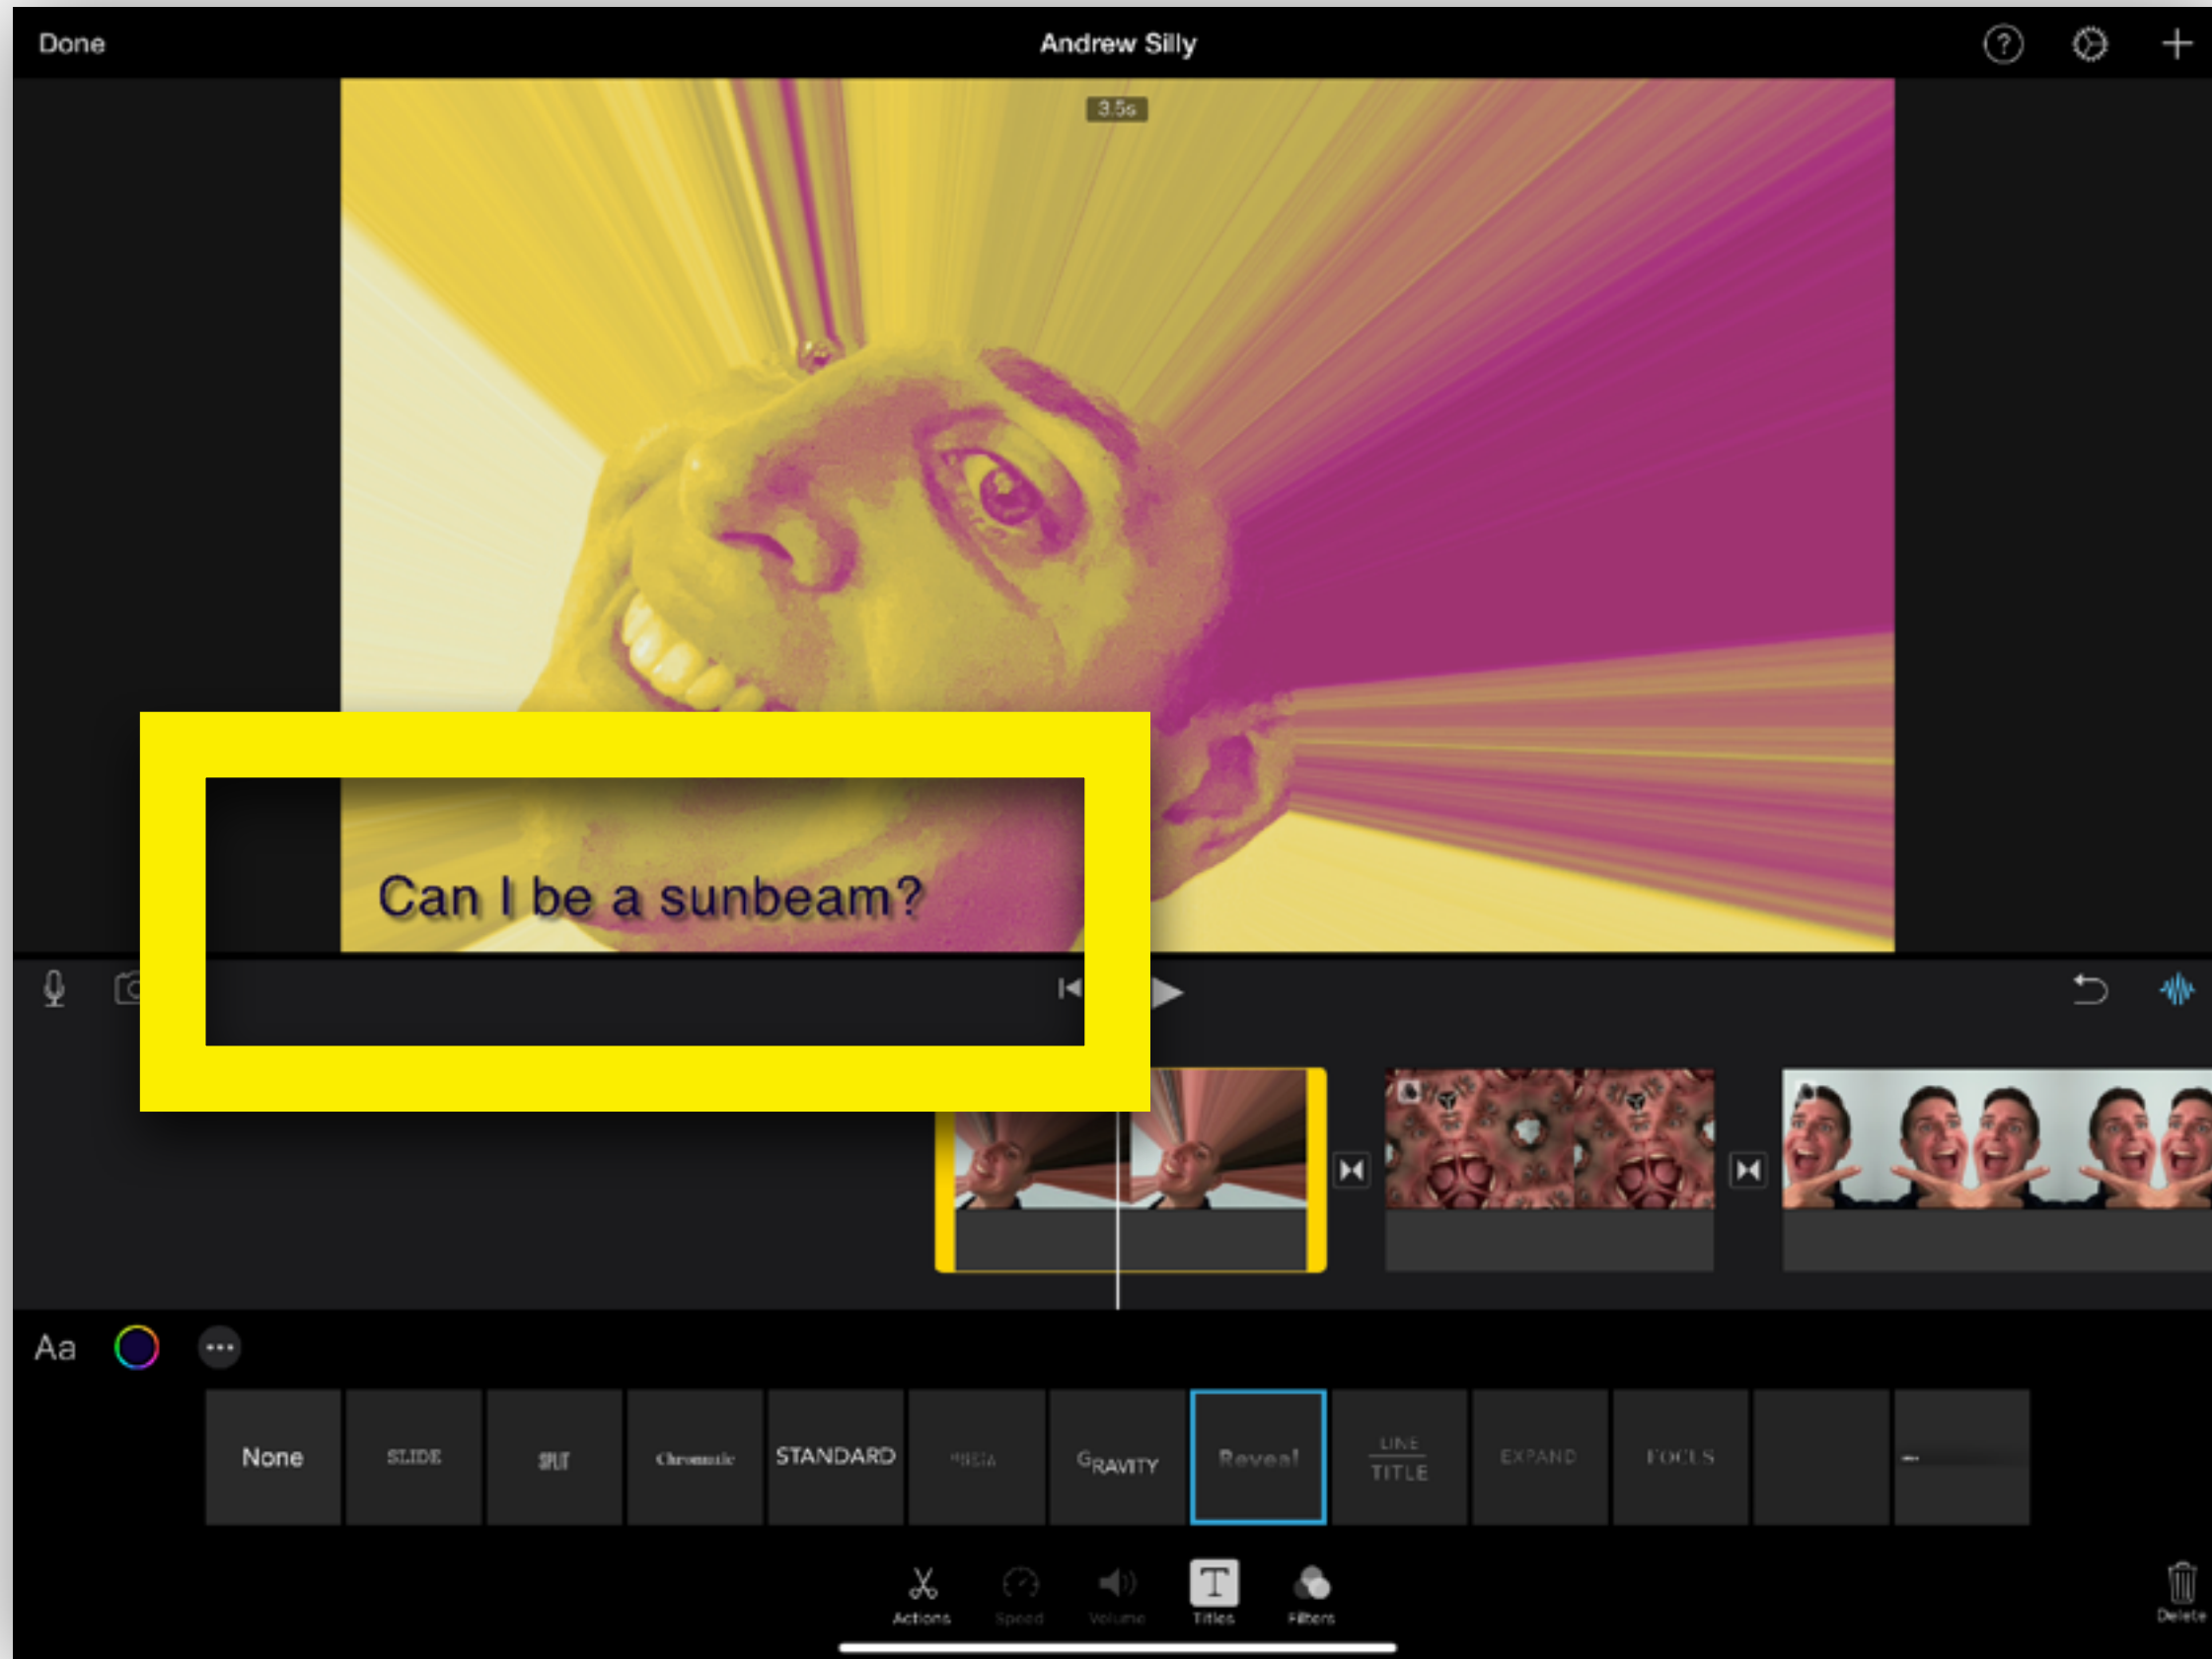 Done
Andrew Silly
?
3.5s
Can I be a sunbeam?
Aa
None
SLIDE
SPLIT
Chromatic
STANDARD
GRAVITY
Reveal
LINE
TITLE
EXPAND
FOCUS
Actions
Speed
Volume
T
Titles
Filters
Delete